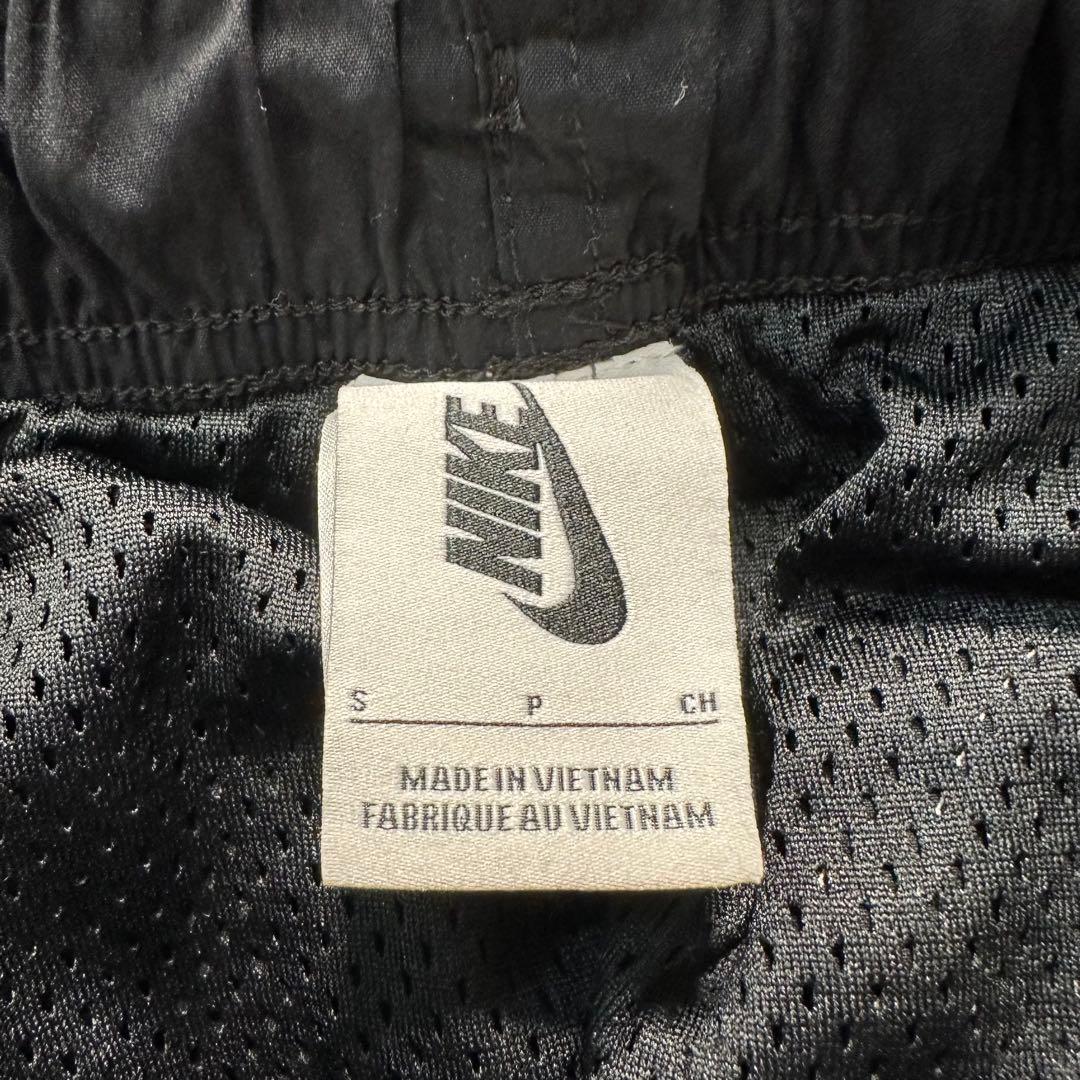 NIKE
S P CH
MADE IN VIETNAM
FABRIQUE AU VIETNAM